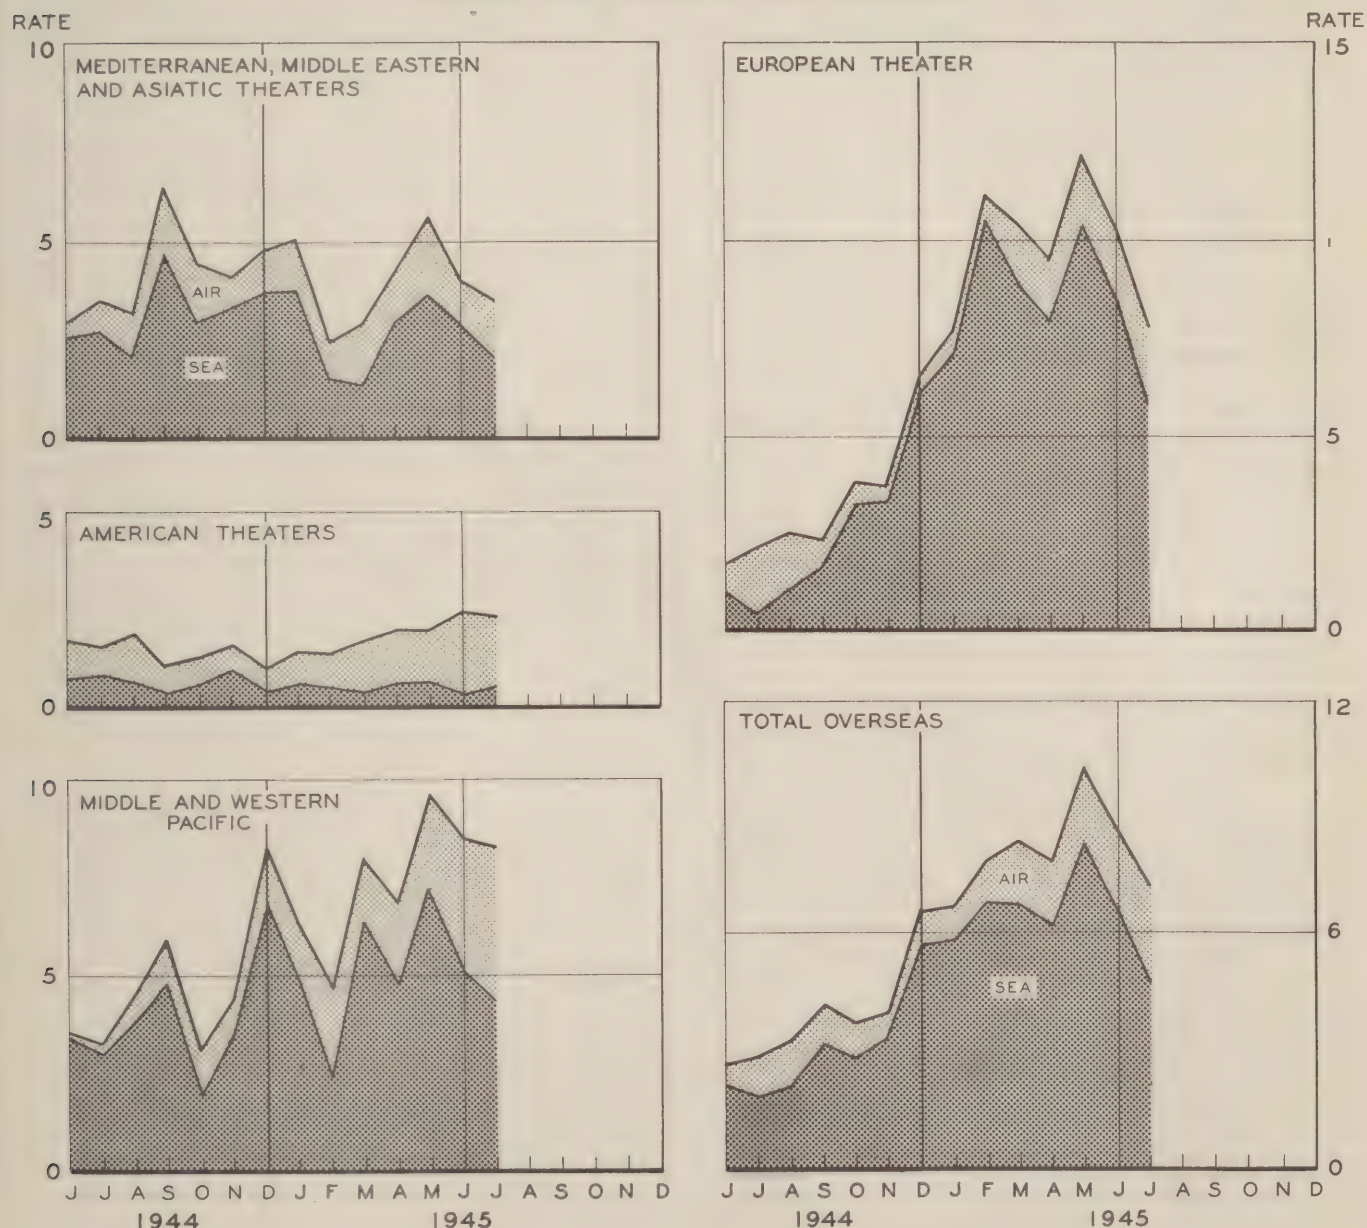 RATE
10
MEDITERRANEAN, MIDDLE EASTERN
AND ASIATIC THEATERS
5
AIR
SEA
0
5
AMERICAN THEATERS
0
10
MIDDLE AND WESTERN
PACIFIC
5
0
J J A S O N D J F M A M J J A S O N D
1944 1945
RATE
15
EUROPEAN THEATER
1
5
0
12
TOTAL OVERSEAS
AIR
6
SEA
0
J J A S O N D J F M A M J J A S O N D
1944 1945